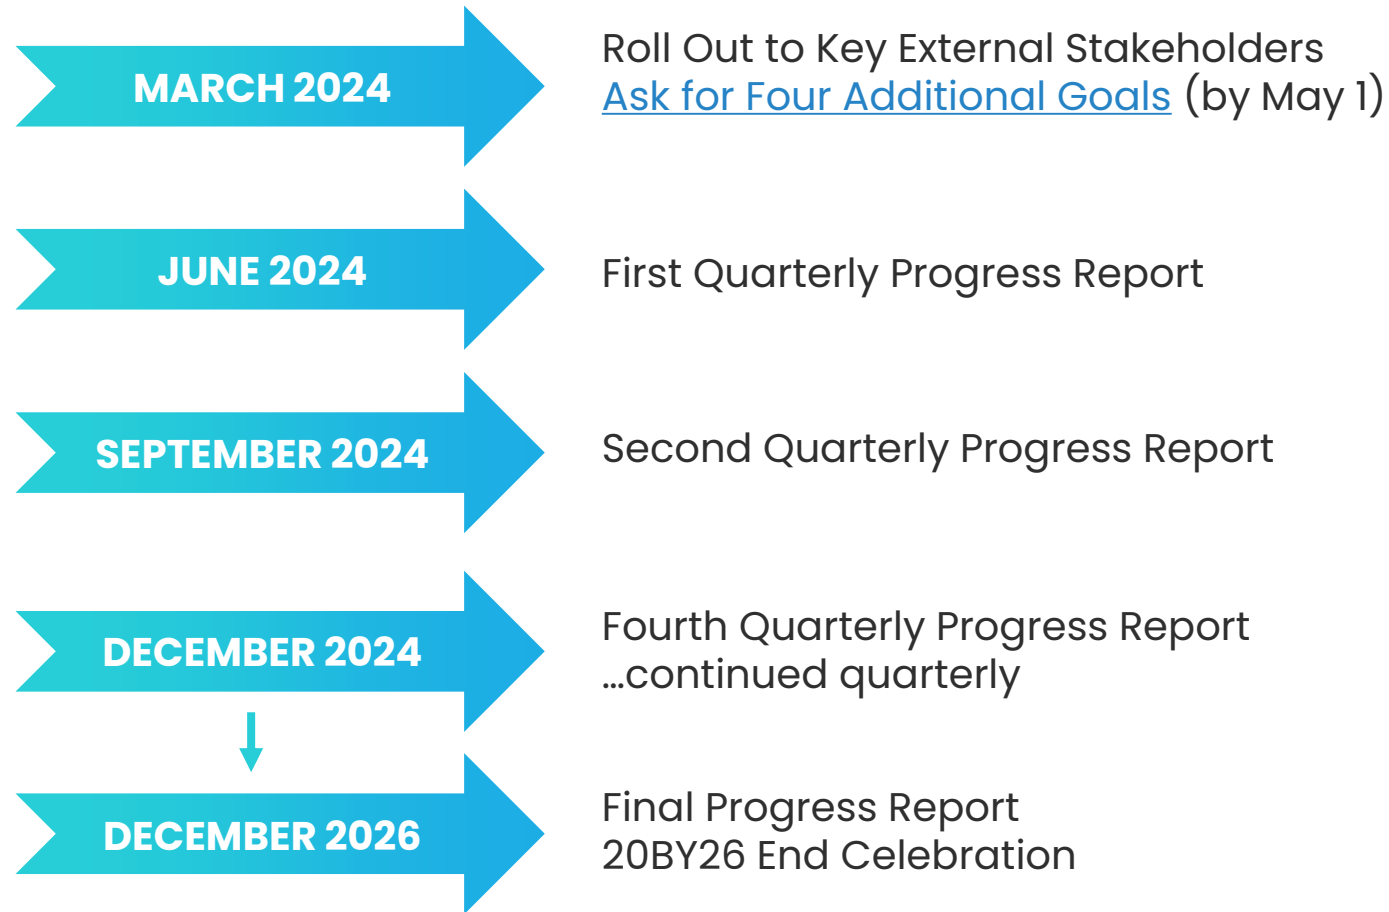 MARCH 2024
Roll Out to Key External Stakeholders
Ask for Four Additional Goals (by May 1)
JUNE 2024
First Quarterly Progress Report
SEPTEMBER 2024
Second Quarterly Progress Report
DECEMBER 2024
Fourth Quarterly Progress Report
...continued quarterly
DECEMBER 2026
Final Progress Report
20BY26 End Celebration